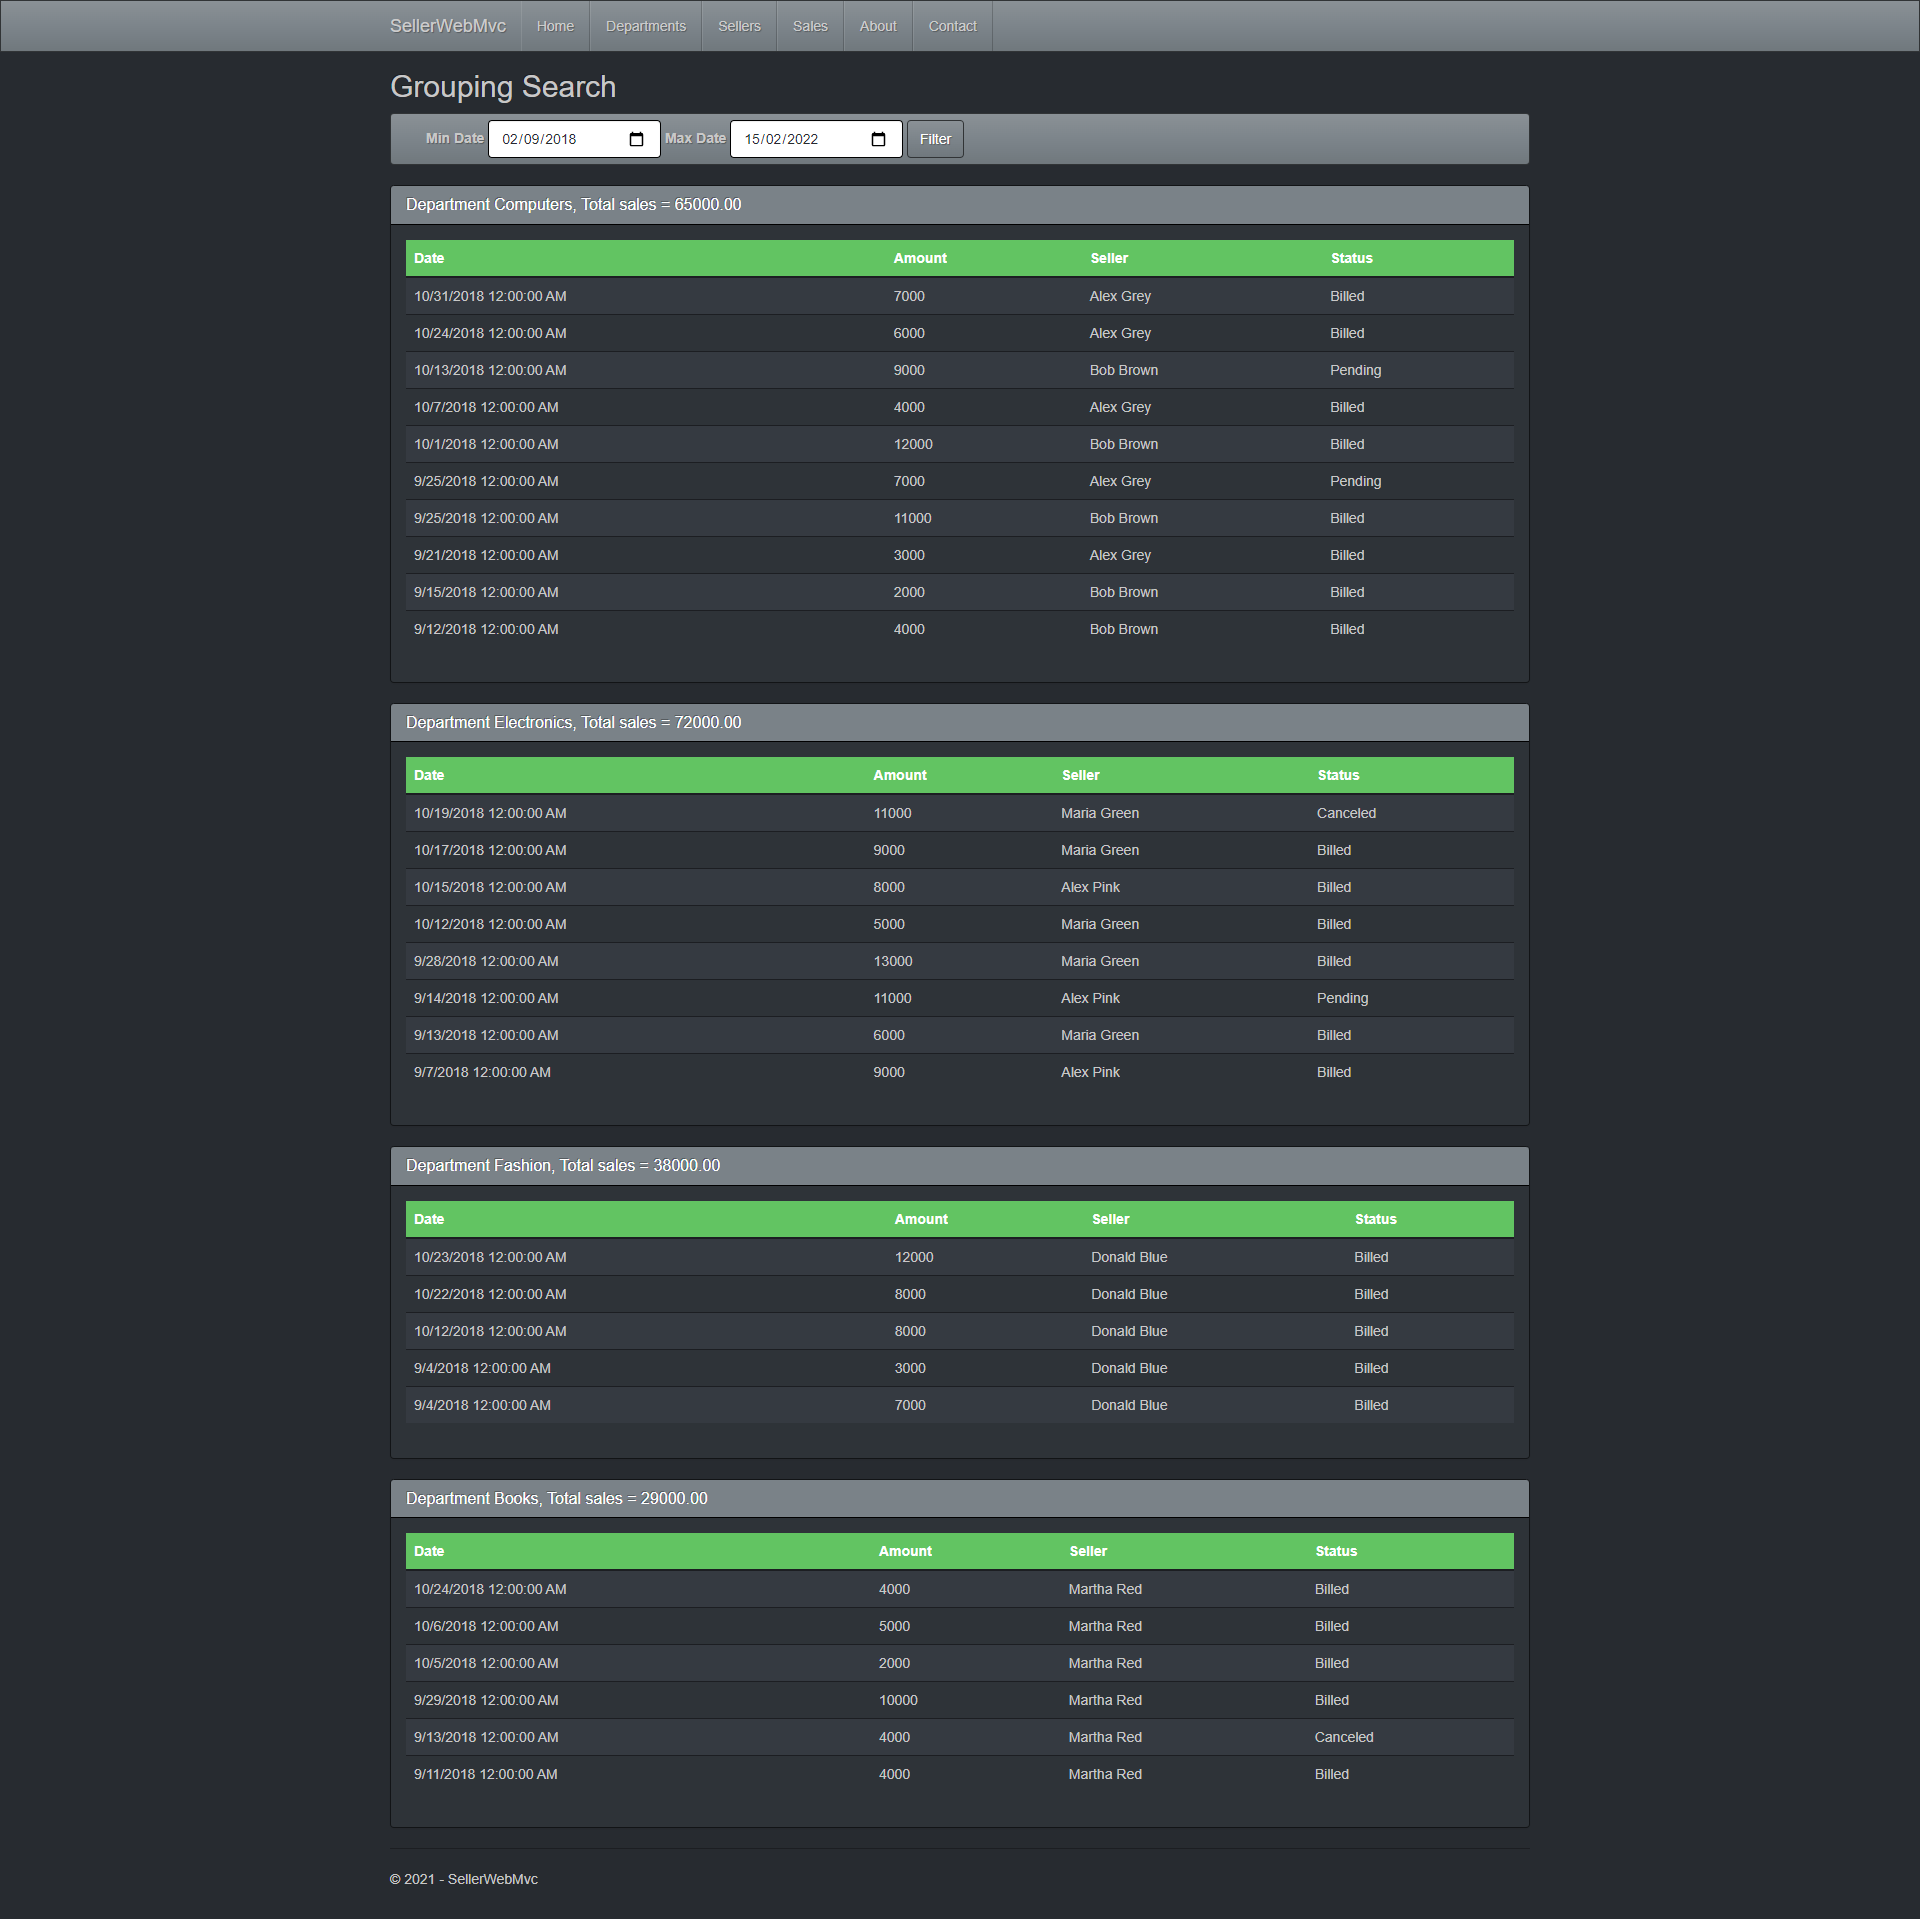 SellerWebMvc Home Departments Sellers Sales About Contact
Grouping Search
Min Date 02/09/2018 Max Date 15/02/2022 Filter
Department Computers, Total sales = 65000.00
Date Amount Seller Status
10/31/2018 12:00:00 AM 7000 Alex Grey Billed
10/24/2018 12:00:00 AM 6000 Alex Grey Billed
10/13/2018 12:00:00 AM 9000 Bob Brown Pending
10/7/2018 12:00:00 AM 4000 Alex Grey Billed
10/1/2018 12:00:00 AM 12000 Bob Brown Billed
9/25/2018 12:00:00 AM 7000 Alex Grey Pending
9/25/2018 12:00:00 AM 11000 Bob Brown Billed
9/21/2018 12:00:00 AM 3000 Alex Grey Billed
9/15/2018 12:00:00 AM 2000 Bob Brown Billed
9/12/2018 12:00:00 AM 4000 Bob Brown Billed
Department Electronics, Total sales = 72000.00
Date Amount Seller Status
10/19/2018 12:00:00 AM 11000 Maria Green Canceled
10/17/2018 12:00:00 AM 9000 Maria Green Billed
10/15/2018 12:00:00 AM 8000 Alex Pink Billed
10/12/2018 12:00:00 AM 5000 Maria Green Billed
9/28/2018 12:00:00 AM 13000 Maria Green Billed
9/14/2018 12:00:00 AM 11000 Alex Pink Pending
9/13/2018 12:00:00 AM 6000 Maria Green Billed
9/7/2018 12:00:00 AM 9000 Alex Pink Billed
Department Fashion, Total sales = 38000.00
Date Amount Seller Status
10/23/2018 12:00:00 AM 12000 Donald Blue Billed
10/22/2018 12:00:00 AM 8000 Donald Blue Billed
10/12/2018 12:00:00 AM 8000 Donald Blue Billed
9/4/2018 12:00:00 AM 3000 Donald Blue Billed
9/4/2018 12:00:00 AM 7000 Donald Blue Billed
Department Books, Total sales = 29000.00
Date Amount Seller Status
10/24/2018 12:00:00 AM 4000 Martha Red Billed
10/6/2018 12:00:00 AM 5000 Martha Red Billed
10/5/2018 12:00:00 AM 2000 Martha Red Billed
9/29/2018 12:00:00 AM 10000 Martha Red Billed
9/13/2018 12:00:00 AM 4000 Martha Red Canceled
9/11/2018 12:00:00 AM 4000 Martha Red Billed
© 2021 - SellerWebMvc